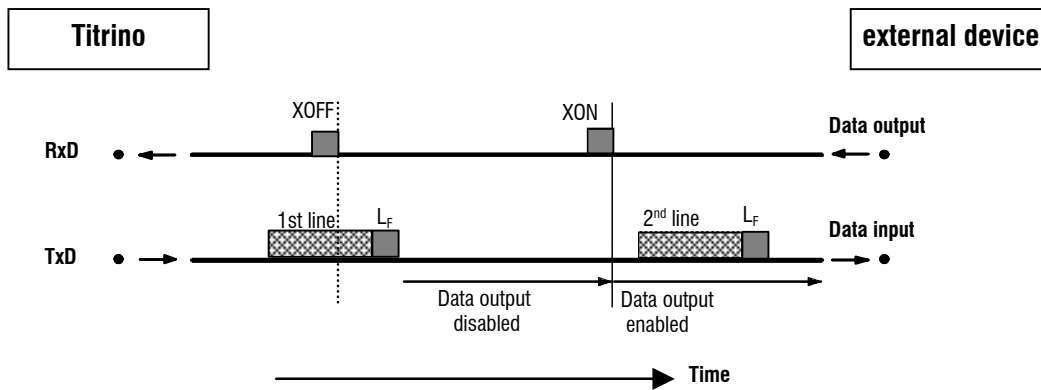 Titrino
external device
XOFF
XON
Data output
RxD
1st line
LF
2nd line
LF
Data input
TxD
Data output
disabled
Data output
enabled
Time